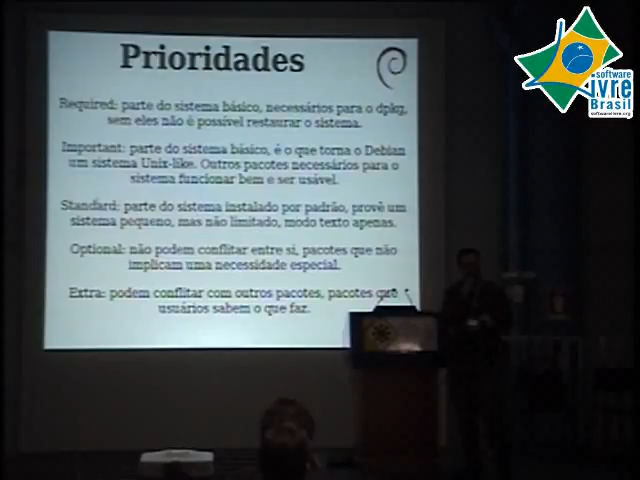 Prioridades
Required: parte do sistema básico, necessários para o dpkg,
sem eles não é possível restaurar o sistema.
Important: parte do sistema básico, é o que torna o Debian
um sistema Unix-like. Outros pacotes necessários para o
sistema funcionar bem e ser usável.
Standard: parte do sistema instalado por padrão, provê um
sistema pequeno, mas não limitado, modo texto apenas.
Optional: não podem conflitar entre si, pacotes que não
implicam uma necessidade especial.
Extra: podem conflitar com outros pacotes, pacotes que
usuários sabem o que faz.
software
livre
Brasil
softwarelivre.org